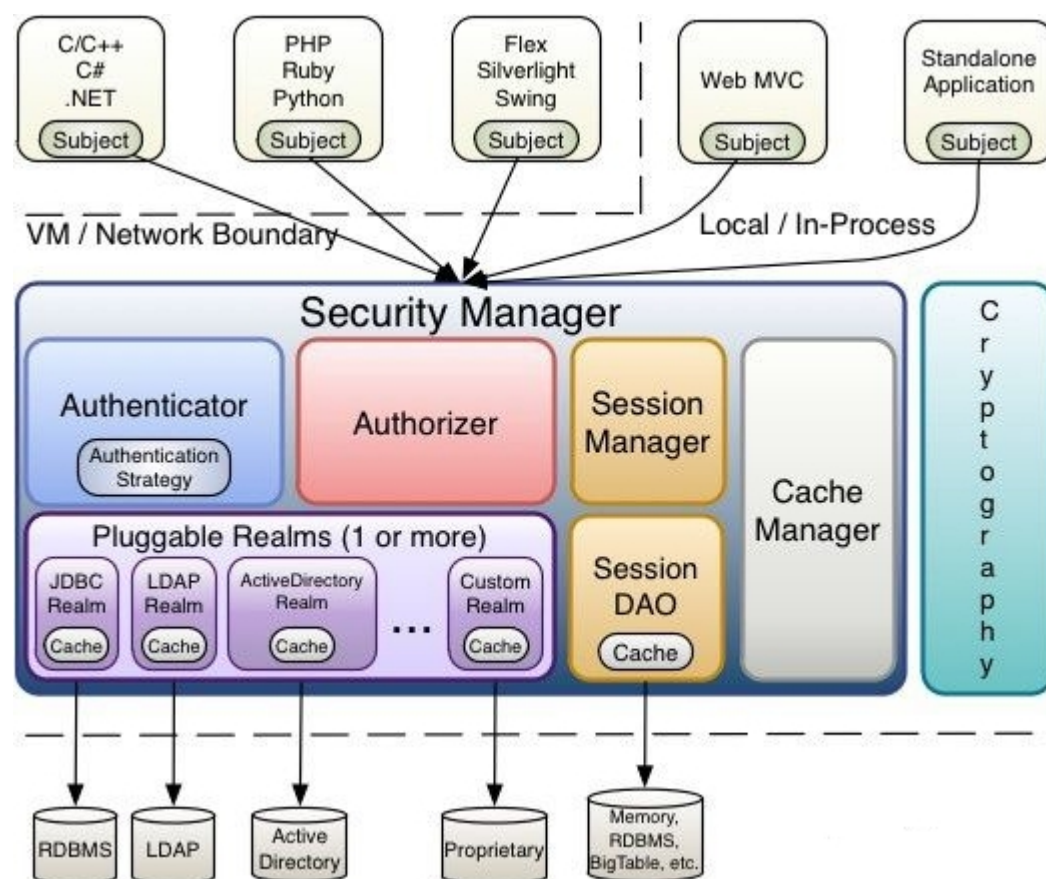 C/C++
C#
.NET
Subject
PHP
Ruby
Python
Subject
Flex
Silverlight
Swing
Subject
Web MVC
Subject
Standalone
Application
Subject
VM / Network Boundary
Local / In-Process
Security Manager
Authenticator
Authentication
Strategy
Authorizer
Session
Manager
Cache
Manager
Cryptography
Pluggable Realms (1 or more)
JDBC
Realm
Cache
LDAP
Realm
Cache
ActiveDirectory
Realm
Cache
...
Custom
Realm
Cache
Session
DAO
Cache
RDBMS
LDAP
Active
Directory
Proprietary
Memory,
RDBMS,
BigTable, etc.